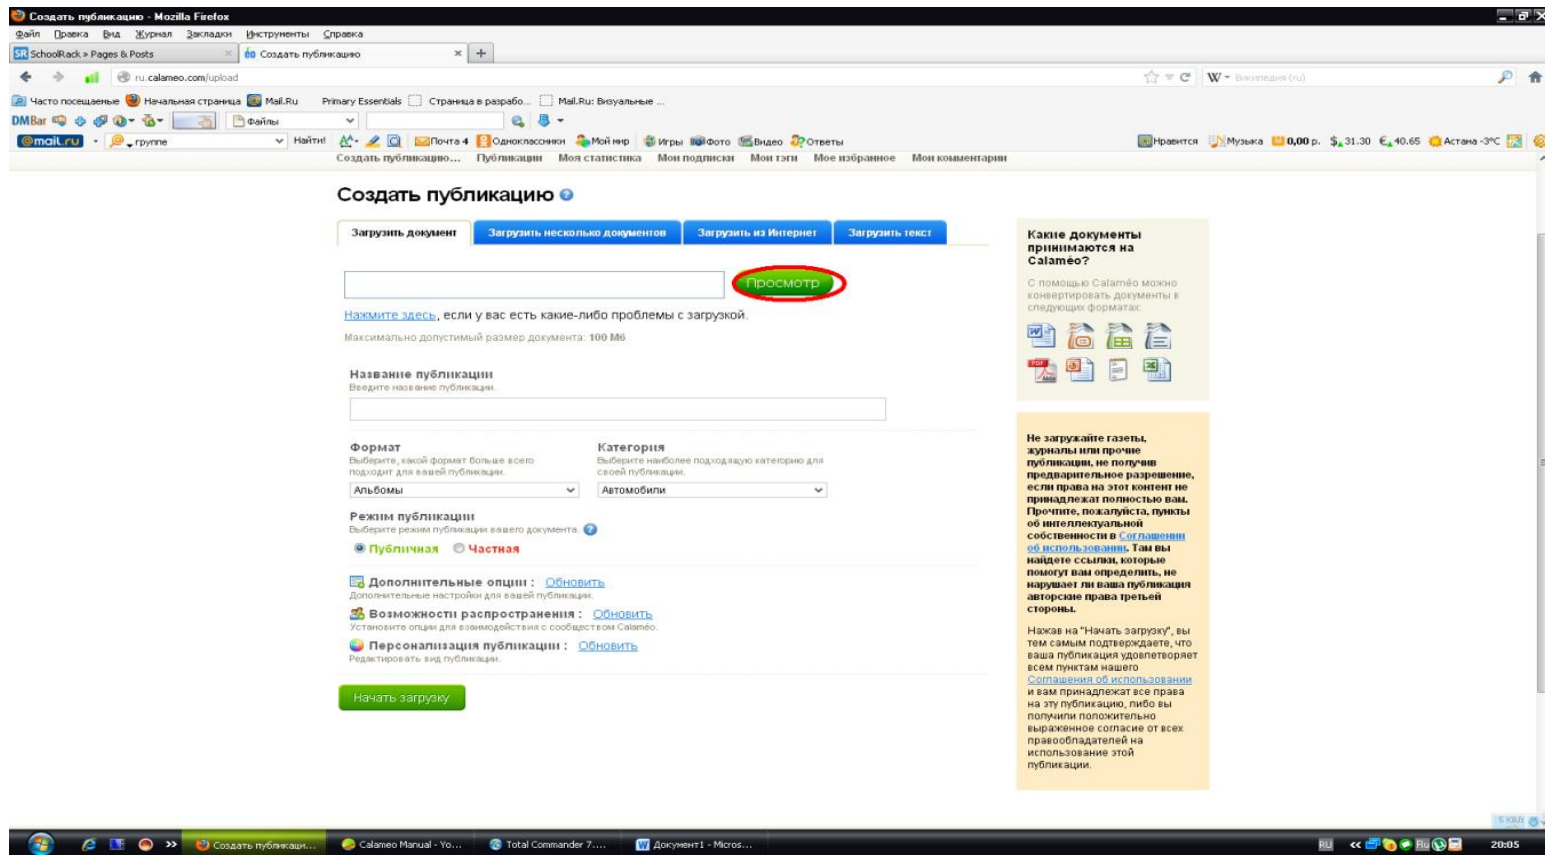 Создать публикацию - Mozilla Firefox
Файл Правка Вид Журнал Закладки Инструменты Справка
SR SchoolRack » Pages & Posts × Создать публикацию × +
ru.calameo.com/upload W Википедия (ru)
Часто посещаемые Начальная страница Mail.Ru Primary Essentials Страница в разрабо... Mail.Ru: Визуальные ...
DMBar Файлы
@mail.ru группе Найти! Почта 4 Одноклассники Мой мир Игры Фото Видео Ответы Нравится Музыка 0,00 р. $ 31.30 € 40.65 Астана -3°C
Создать публикацию... Публикации Моя статистика Мои подписки Мои тэги Мое избранное Мои комментарии
Создать публикацию ?
Загрузить документ Загрузить несколько документов Загрузить из Интернет Загрузить текст
Просмотр
Нажмите здесь, если у вас есть какие-либо проблемы с загрузкой.
Максимально допустимый размер документа: 100 Мб
Название публикации
Введите название публикации.
Формат
Выберите, какой формат больше всего
подходит для вашей публикации.
Альбомы
Категория
Выберите наиболее подходящую категорию для
своей публикации.
Автомобили
Режим публикации
Выберите режим публикации вашего документа. ?
Публичная Частная
Дополнительные опции : Обновить
Дополнительные настройки для вашей публикации.
Возможности распространения : Обновить
Установите опции для взаимодействия с сообществом Calaméo.
Персонализация публикации : Обновить
Редактировать вид публикации.
Начать загрузку
Какие документы
принимаются на
Calaméo?
С помощью Calaméo можно
конвертировать документы в
следующих форматах:
Не загружайте газеты,
журналы или прочие
публикации, не получив
предварительное разрешение,
если права на этот контент не
принадлежат полностью вам.
Прочтите, пожалуйста, пункты
об интеллектуальной
собственности в Соглашении
об использовании. Там вы
найдете ссылки, которые
помогут вам определить, не
нарушает ли ваша публикация
авторские права третьей
стороны.
Нажав на "Начать загрузку", вы
тем самым подтверждаете, что
ваша публикация удовлетворяет
всем пунктам нашего
Соглашения об использовании
и вам принадлежат все права
на эту публикацию, либо вы
получили положительно
выраженное согласие от всех
правообладателей на
использование этой
публикации.
Создать публикаци... Calameo Manual - Yo... Total Commander 7.... Документ1 - Micros... RU 20:05